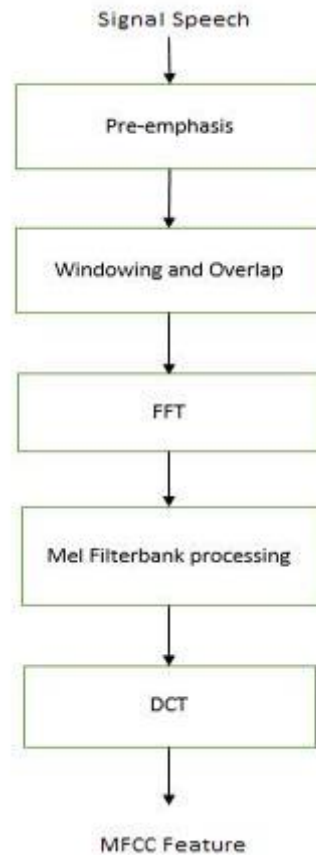 Signal Speech
Pre-emphasis
Windowing and Overlap
FFT
Mel Filterbank processing
DCT
MFCC Feature